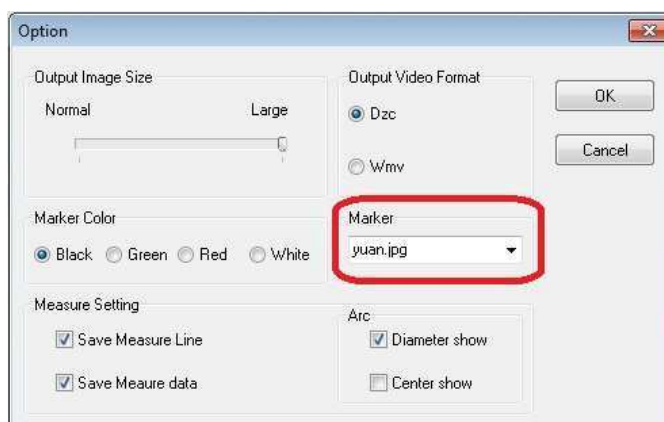 Option
Output Image Size
Normal Large
Output Video Format
Dzc
Wmv
OK
Cancel
Marker Color
Black Green Red White
Marker
yuan.jpg
Measure Setting
Save Measure Line
Save Meaure data
Arc
Diameter show
Center show